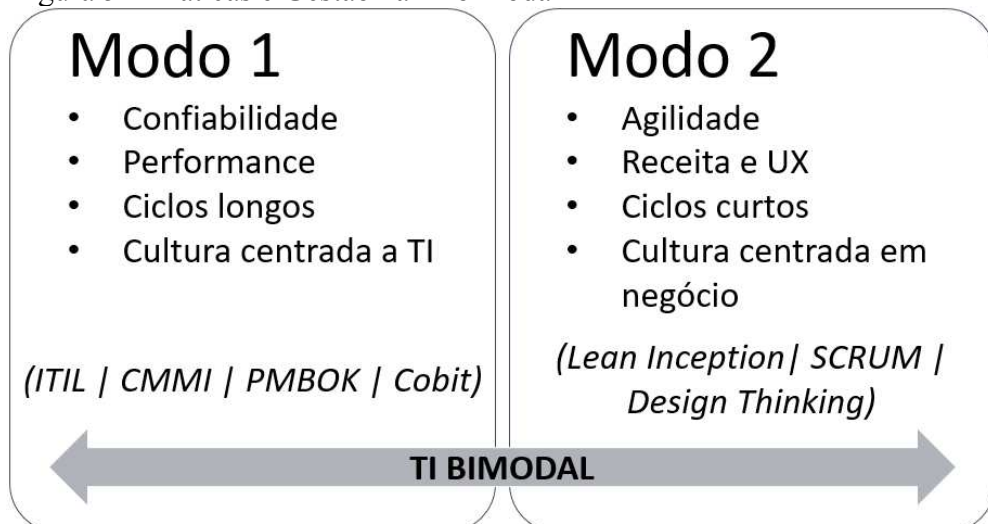 Modo 1
• Confiabilidade
• Performance
• Ciclos longos
• Cultura centrada a TI
(ITIL | CMMI | PMBOK | Cobit)
Modo 2
• Agilidade
• Receita e UX
• Ciclos curtos
• Cultura centrada em
negócio
(Lean Inception| SCRUM |
Design Thinking)
TI BIMODAL